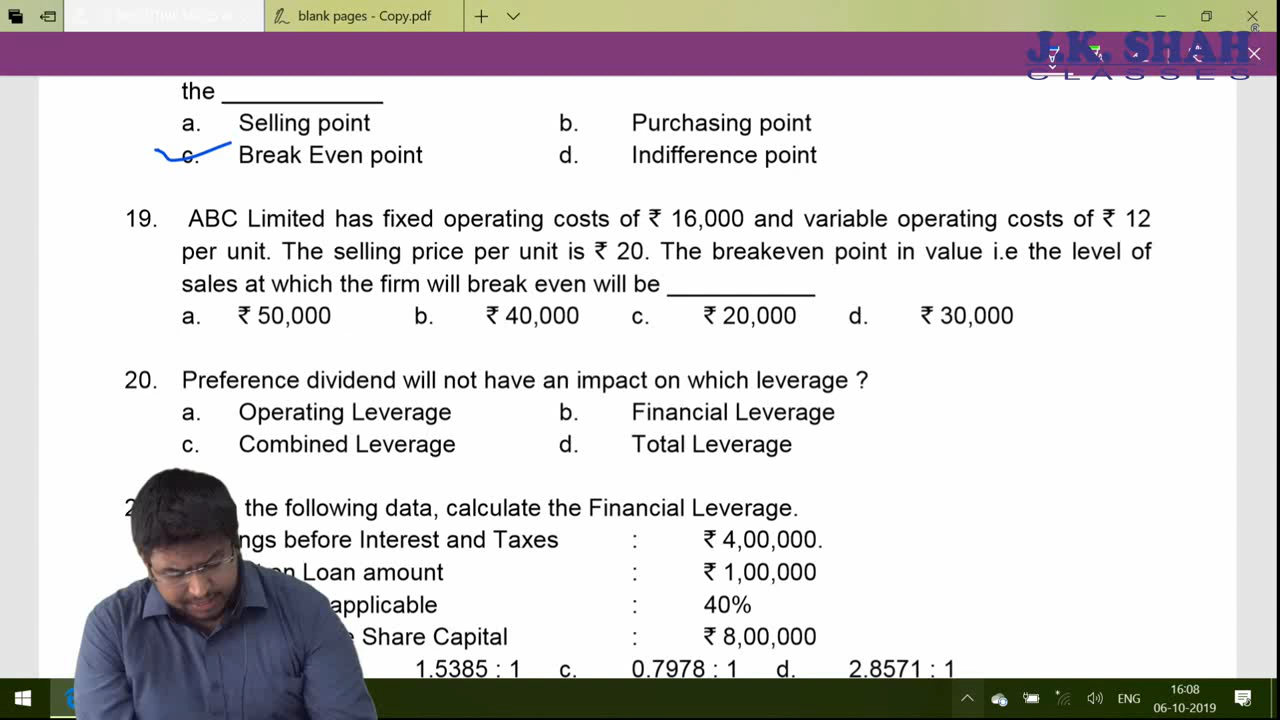 blank pages - Copy.pdf
J.K. SHAH®
CLASSES
the ____________
a. Selling point b. Purchasing point
c. Break Even point d. Indifference point
19. ABC Limited has fixed operating costs of ₹ 16,000 and variable operating costs of ₹ 12
per unit. The selling price per unit is ₹ 20. The breakeven point in value i.e the level of
sales at which the firm will break even will be ___________
a. ₹ 50,000 b. ₹ 40,000 c. ₹ 20,000 d. ₹ 30,000
20. Preference dividend will not have an impact on which leverage ?
a. Operating Leverage b. Financial Leverage
c. Combined Leverage d. Total Leverage
the following data, calculate the Financial Leverage.
before Interest and Taxes : ₹ 4,00,000.
Loan amount : ₹ 1,00,000
applicable : 40%
Share Capital : ₹ 8,00,000
1.5385 : 1 c. 0.7978 : 1 d. 2.8571 : 1
ENG
16:08
06-10-2019